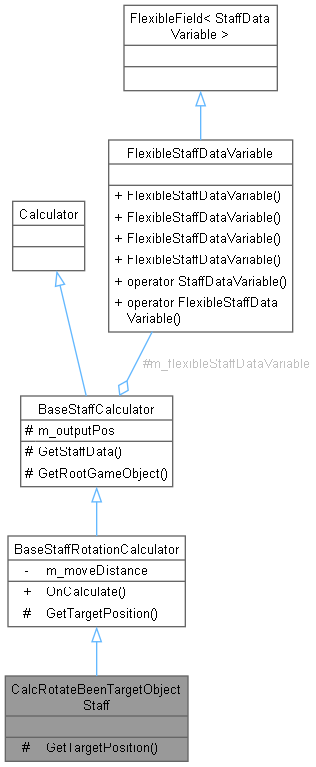 FlexibleField< StaffData
Variable >
FlexibleStaffDataVariable
+ FlexibleStaffDataVariable()
+ FlexibleStaffDataVariable()
+ FlexibleStaffDataVariable()
+ FlexibleStaffDataVariable()
+ operator StaffDataVariable()
+ operator FlexibleStaffData
Variable()
Calculator
#m_flexibleStaffDataVariable
BaseStaffCalculator
# m_outputPos
# GetStaffData()
# GetRootGameObject()
BaseStaffRotationCalculator
- m_moveDistance
+ OnCalculate()
# GetTargetPosition()
CalcRotateBeenTargetObject
Staff
# GetTargetPosition()